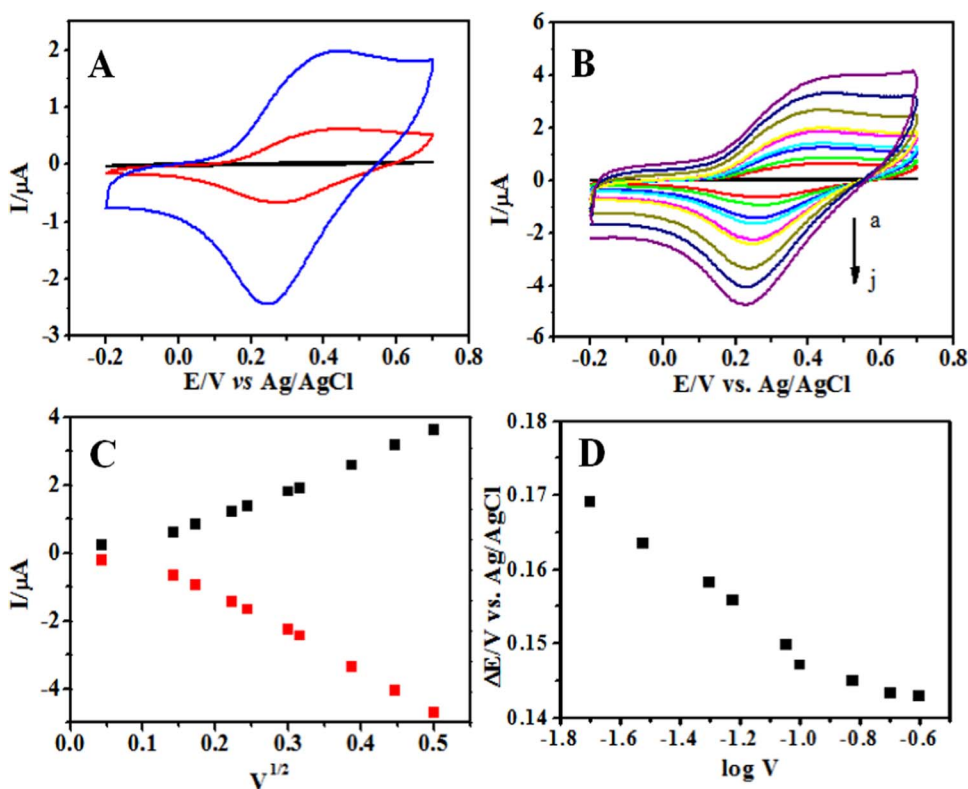 A
2
1
0
-1
-2
-3
I/μA
-0.2 0.0 0.2 0.4 0.6 0.8
E/V vs Ag/AgCl
B
6
4
2
0
-2
-4
-6
I/μA
a
j
-0.2 0.0 0.2 0.4 0.6 0.8
E/V vs. Ag/AgCl
C
4
2
0
-2
-4
I/μA
0.0 0.1 0.2 0.3 0.4 0.5
V^1/2
D
0.18
0.17
0.16
0.15
0.14
ΔE/V vs. Ag/AgCl
-1.8 -1.6 -1.4 -1.2 -1.0 -0.8 -0.6
log V